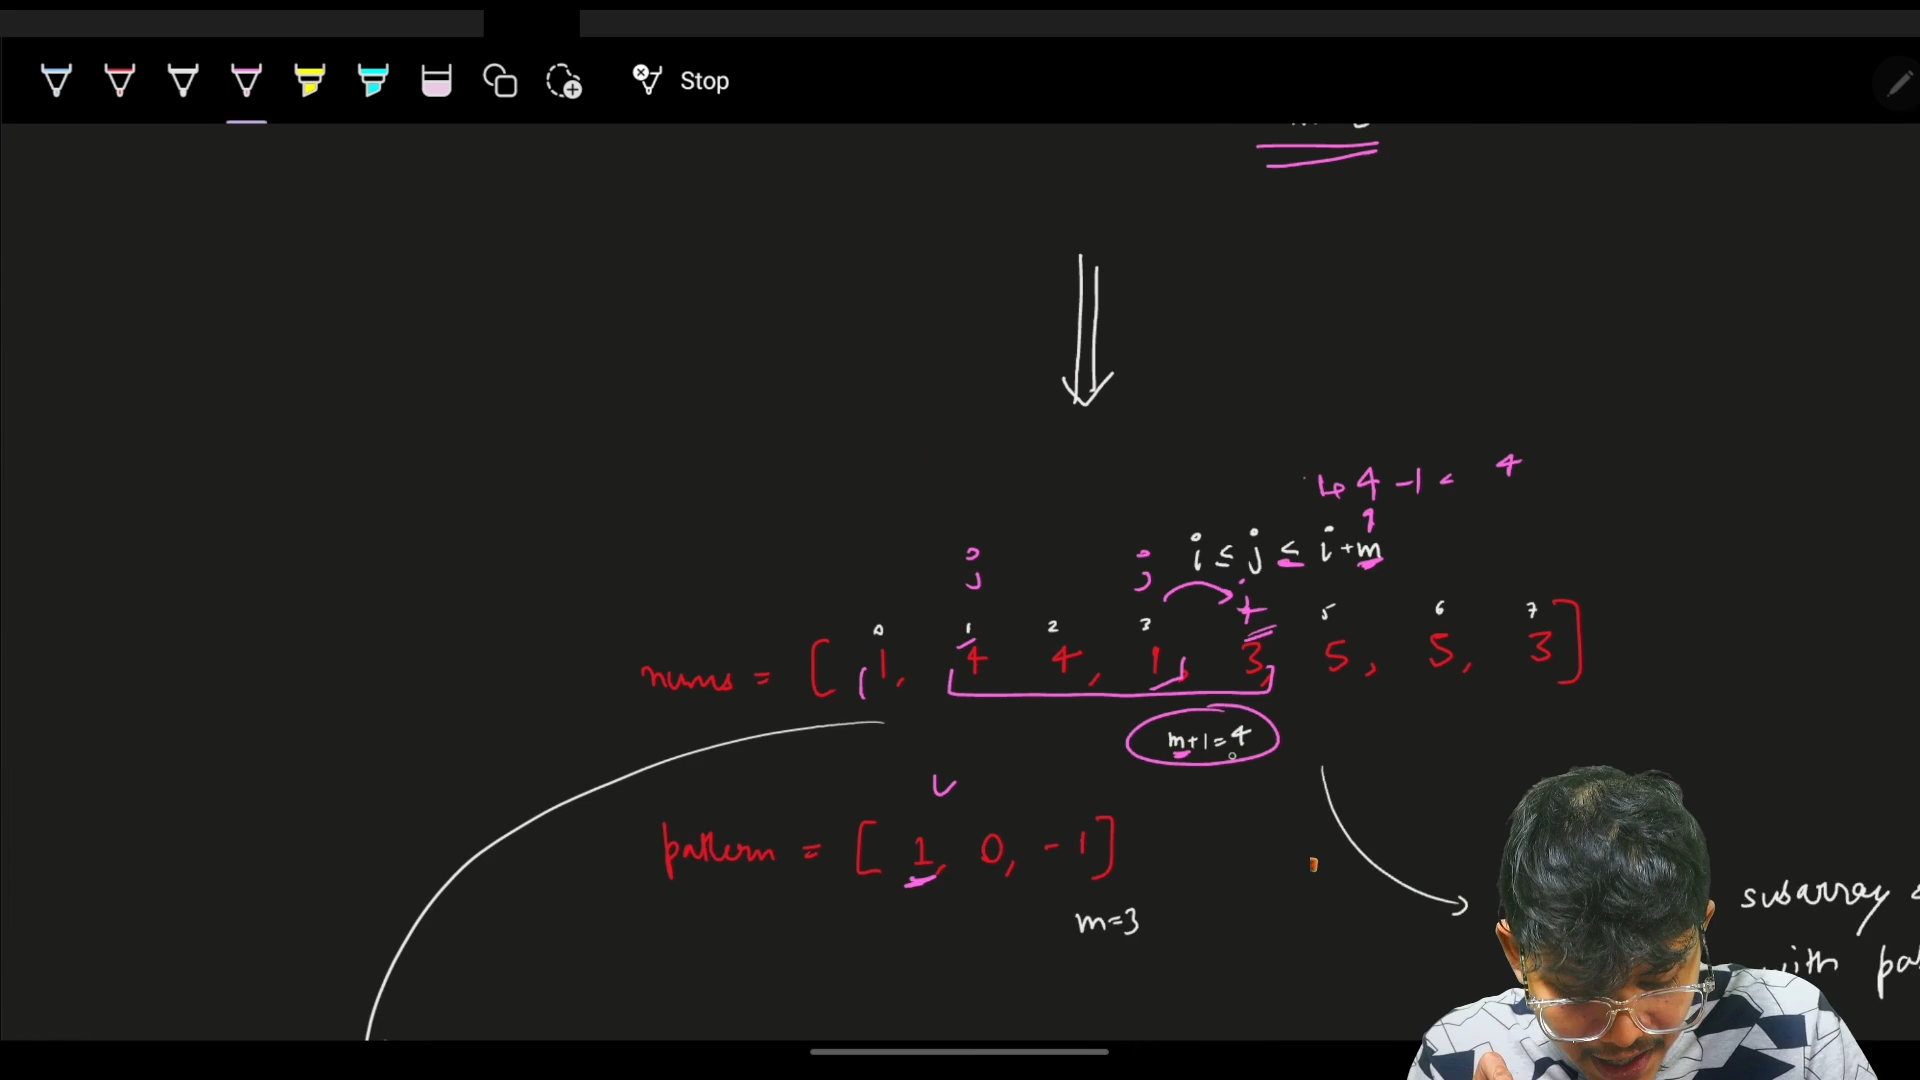 Stop
4 -1 < 4
i ≤ j ≤ i+m
j j
0 1 2 3 5 6 7
nums = [ 1, 4 4, 1, 3, 5, 5, 3]
m+1=4
pattern = [ 1, 0, -1]
m=3
subarray
with